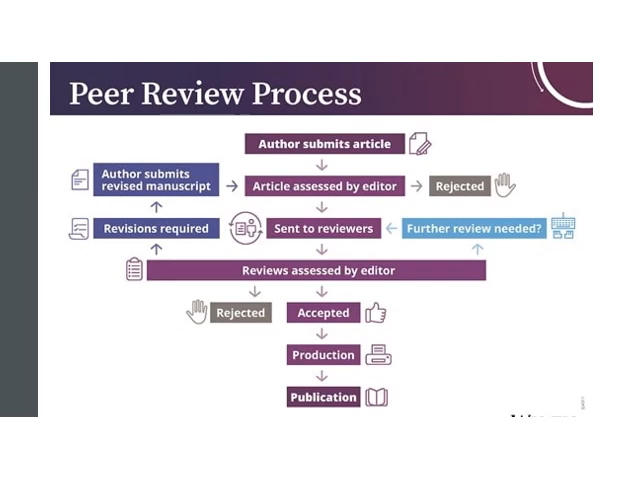 Peer Review Process
Author submits article
Author submits
revised manuscript
Article assessed by editor
Rejected
Revisions required
Sent to reviewers
Further review needed?
Reviews assessed by editor
Rejected
Accepted
Production
Publication